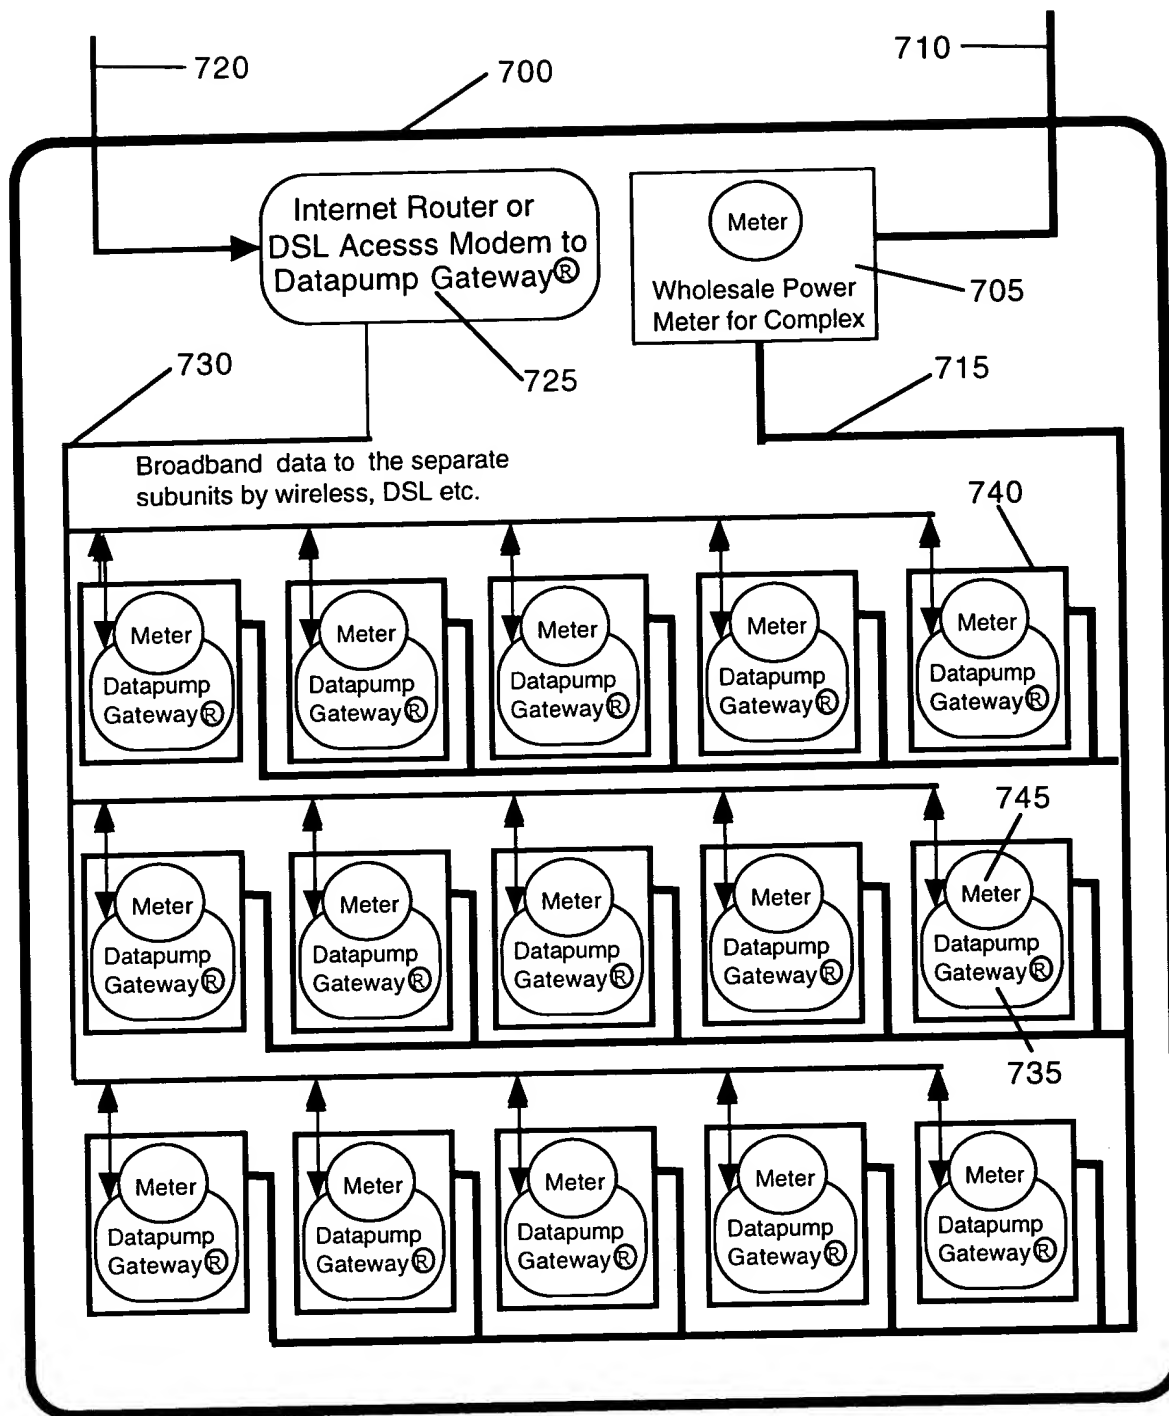 720
700
710
Internet Router or
DSL Acesss Modem to
Datapump Gateway®
Meter
Wholesale Power
Meter for Complex
705
730
725
715
Broadband data to the separate
subunits by wireless, DSL etc.
740
Meter
Datapump
Gateway®
Meter
Datapump
Gateway®
Meter
Datapump
Gateway®
Meter
Datapump
Gateway®
Meter
Datapump
Gateway®
745
Meter
Datapump
Gateway®
Meter
Datapump
Gateway®
Meter
Datapump
Gateway®
Meter
Datapump
Gateway®
Meter
Datapump
Gateway®
735
Meter
Datapump
Gateway®
Meter
Datapump
Gateway®
Meter
Datapump
Gateway®
Meter
Datapump
Gateway®
Meter
Datapump
Gateway®